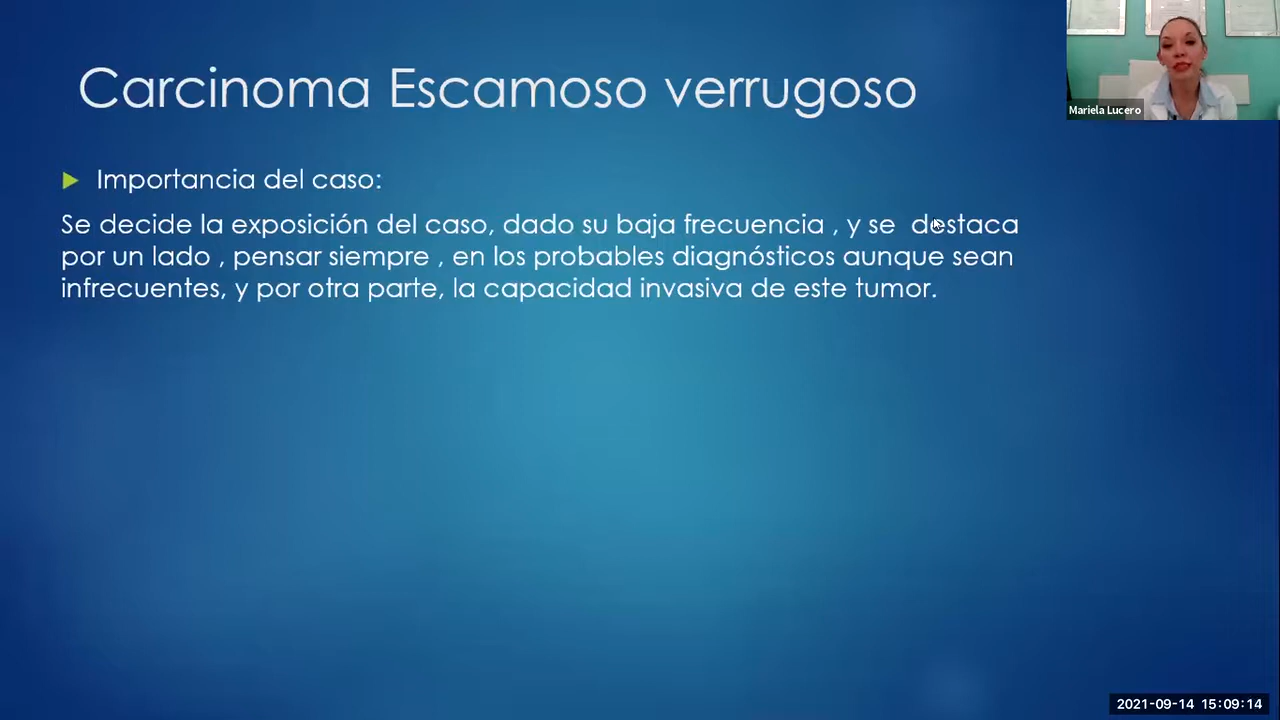 Carcinoma Escamoso verrugoso
Mariela Lucero
Importancia del caso:
Se decide la exposición del caso, dado su baja frecuencia , y se  destaca
por un lado , pensar siempre , en los probables diagnósticos aunque sean
infrecuentes, y por otra parte, la capacidad invasiva de este tumor.
2021-09-14 15:09:14